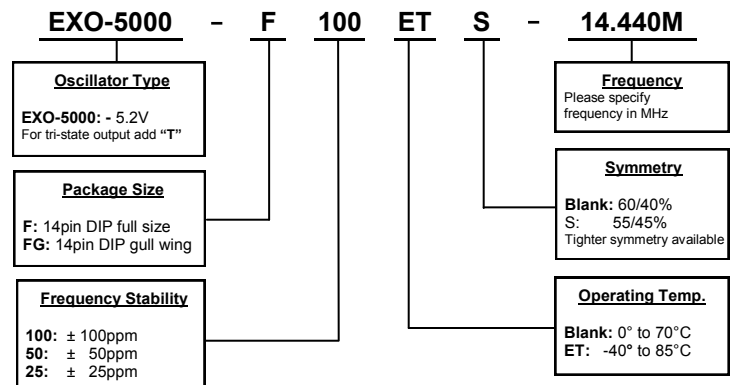 EXO-5000 - F 100 ET S - 14.440M
Oscillator Type
EXO-5000: - 5.2V
For tri-state output add “T”
Package Size
F: 14pin DIP full size
FG: 14pin DIP gull wing
Frequency Stability
100: ± 100ppm
50: ± 50ppm
25: ± 25ppm
Frequency
Please specify
frequency in MHz
Symmetry
Blank: 60/40%
S: 55/45%
Tighter symmetry available
Operating Temp.
Blank: 0° to 70°C
ET: -40° to 85°C